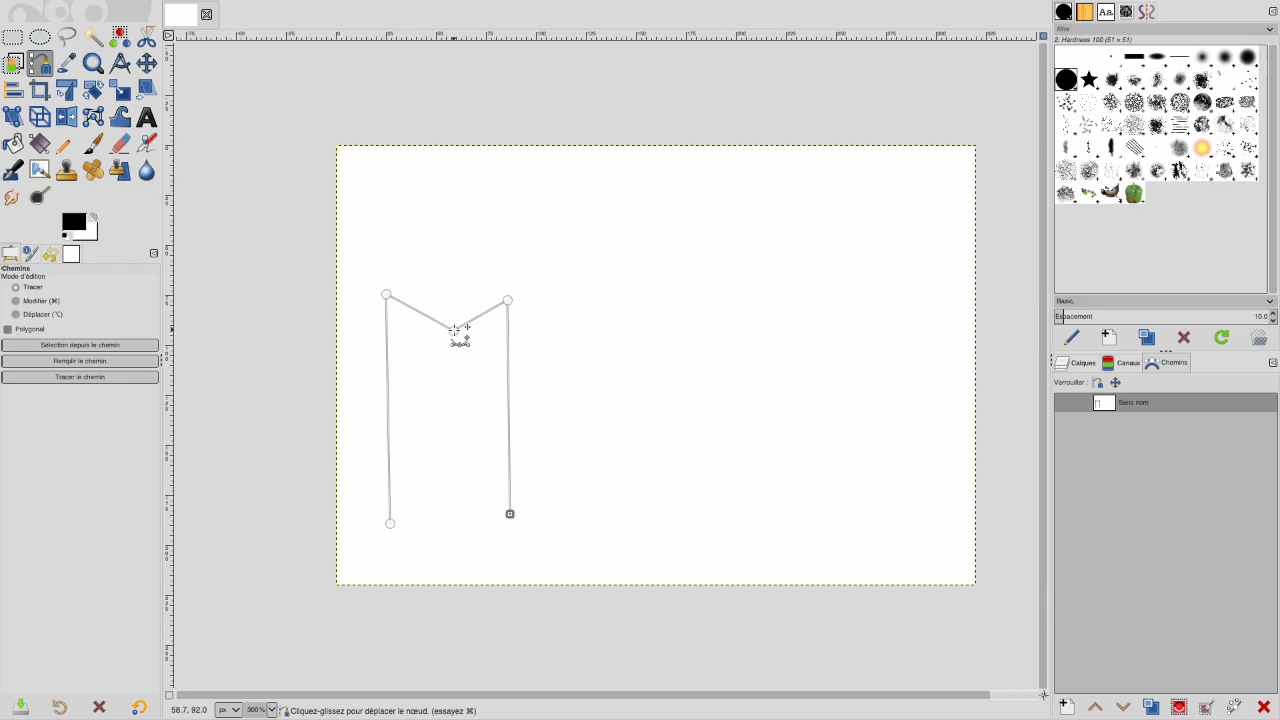 Chemins
Mode d'édition
Tracer
Modifier (⌘)
Déplacer (⌥)
Polygonal
Sélection depuis le chemin
Remplir le chemin
Tracer le chemin
filtre
2. Hardness 100 (51 × 51)
Basic,
Espacement 10.0
Calques Canaux Chemins
Verrouiller :
Sans nom
58.7, 92.0 px 300% Cliquez-glissez pour déplacer le nœud. (essayez ⌘)